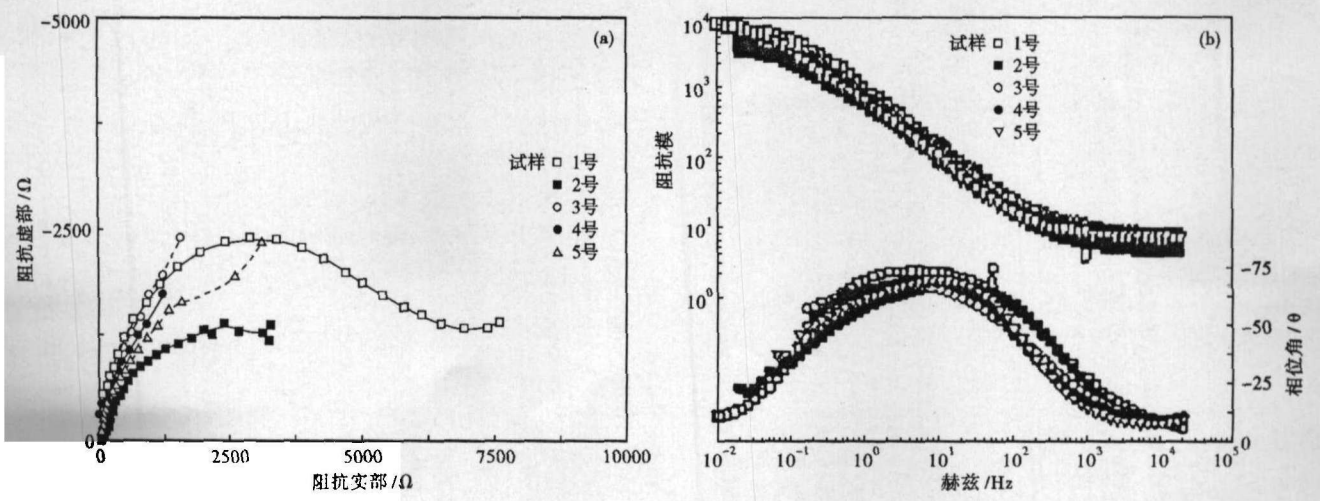 -5000
(a)
试样 □ 1号
■ 2号
○ 3号
● 4号
△ 5号
阻抗虚部/Ω
-2500
0
0 2500 5000 7500 10000
阻抗实部/Ω
10⁴
(b)
试样 □ 1号
■ 2号
○ 3号
● 4号
▽ 5号
阻抗模
10³
10²
10¹
10⁰
-75
-50
-25
0
相位角/θ
10⁻² 10⁻¹ 10⁰ 10¹ 10² 10³ 10⁴ 10⁵
赫兹/Hz